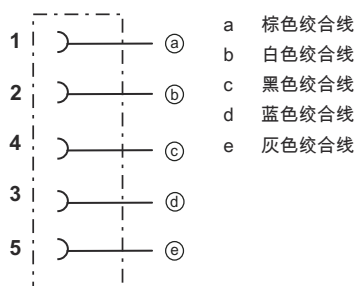 1 ⓐ
2 ⓑ
4 ⓒ
3 ⓓ
5 ⓔ
a 棕色绞合线
b 白色绞合线
c 黑色绞合线
d 蓝色绞合线
e 灰色绞合线